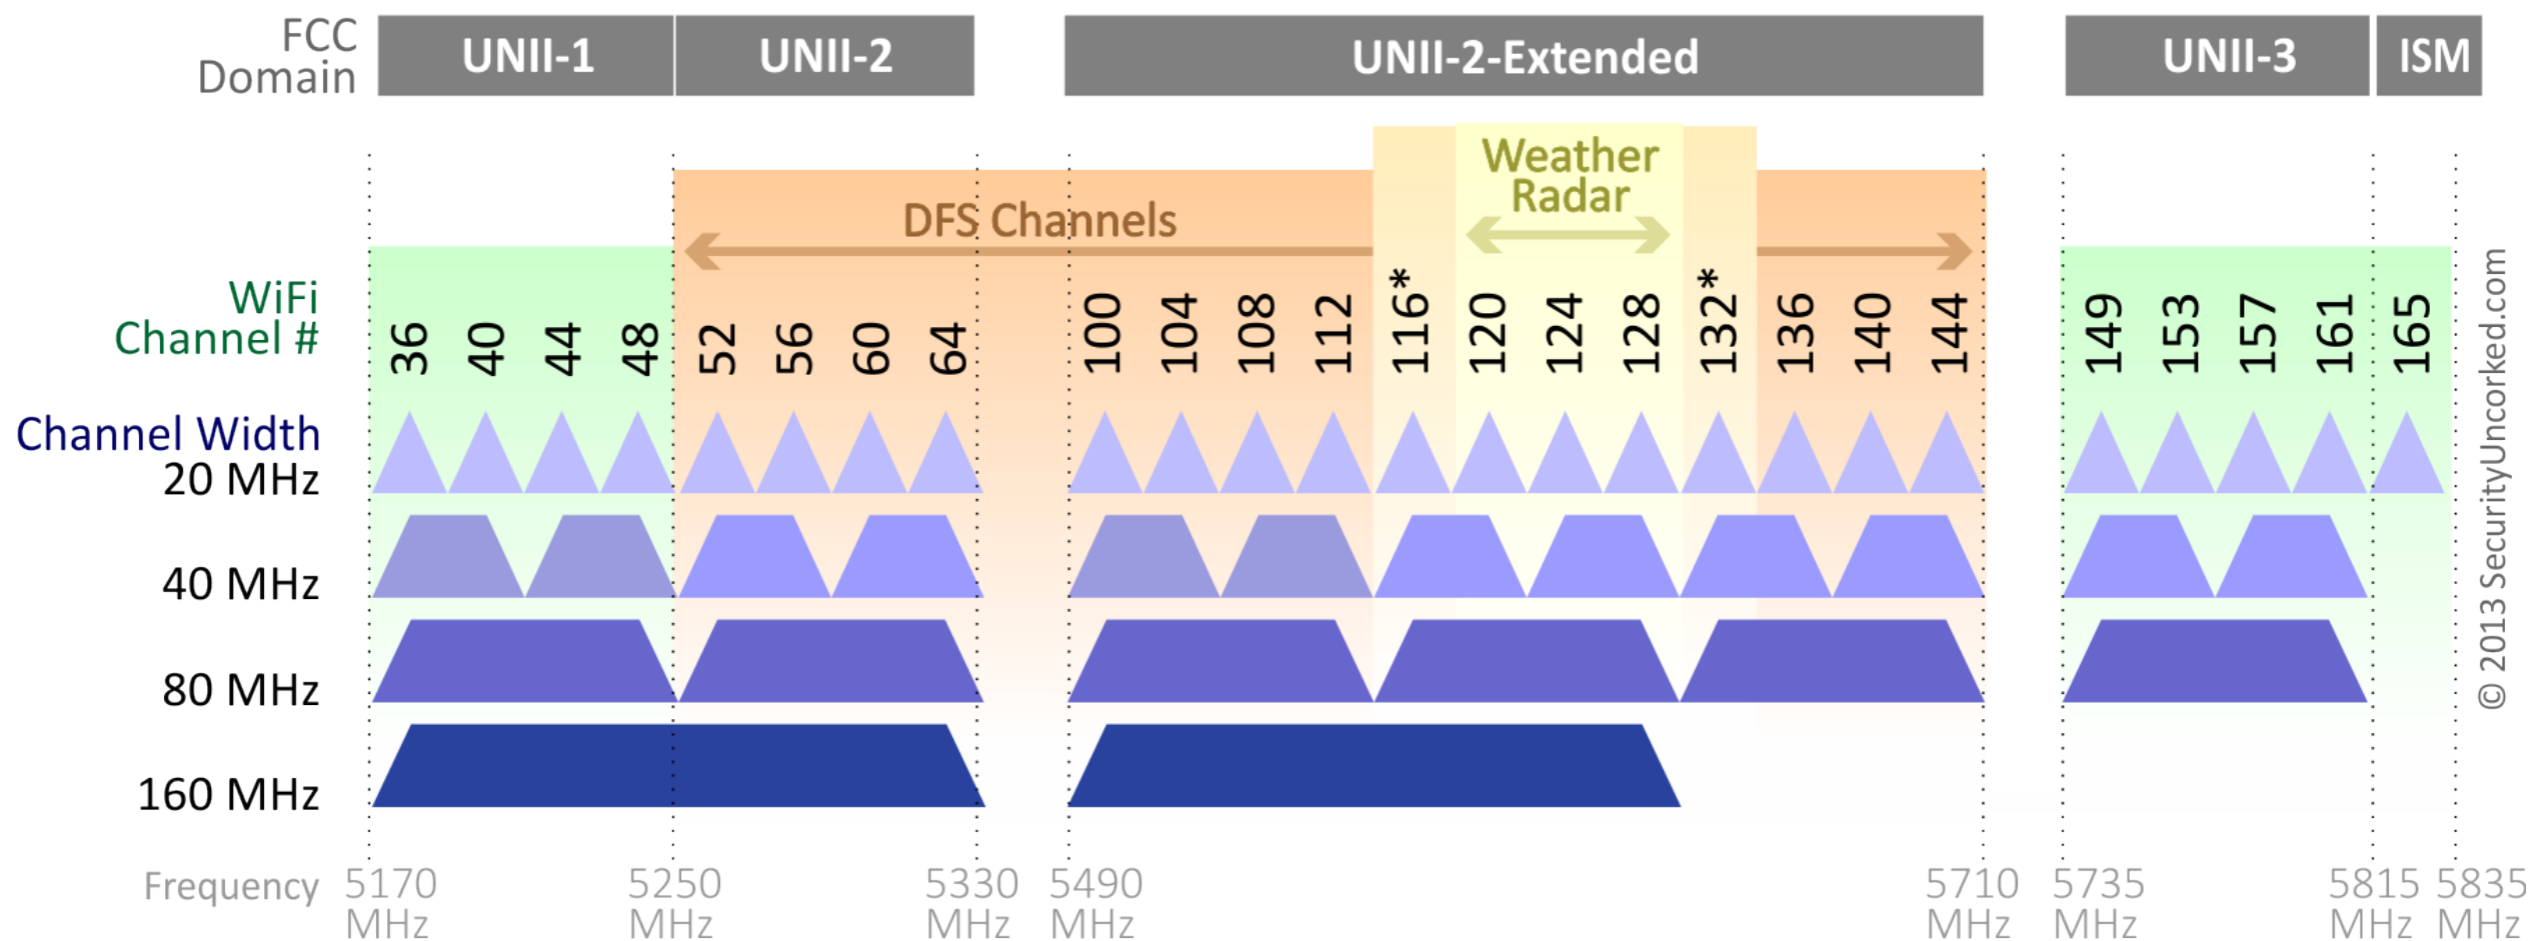 FCC
Domain
UNII-1
UNII-2
UNII-2-Extended
UNII-3
ISM
Weather
Radar
DFS Channels
WiFi
Channel #
36
40
44
48
52
56
60
64
100
104
108
112
116*
120
124
128
132*
136
140
144
149
153
157
161
165
Channel Width
20 MHz
40 MHz
80 MHz
160 MHz
Frequency
5170
MHz
5250
MHz
5330
MHz
5490
MHz
5710
MHz
5735
MHz
5815
MHz
5835
MHz
© 2013 SecurityUncorked.com